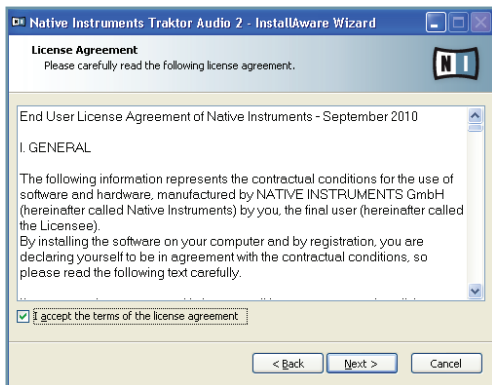 Native Instruments Traktor Audio 2 - InstallAware Wizard
License Agreement
Please carefully read the following license agreement.
NI
End User License Agreement of Native Instruments - September 2010
I. GENERAL
The following information represents the contractual conditions for the use of
software and hardware, manufactured by NATIVE INSTRUMENTS GmbH
(hereinafter called Native Instruments) by you, the final user (hereinafter called
the Licensee).
By installing the software on your computer and by registration, you are
declaring yourself to be in agreement with the contractual conditions, so
please read the following text carefully.
I accept the terms of the license agreement
< Back
Next >
Cancel